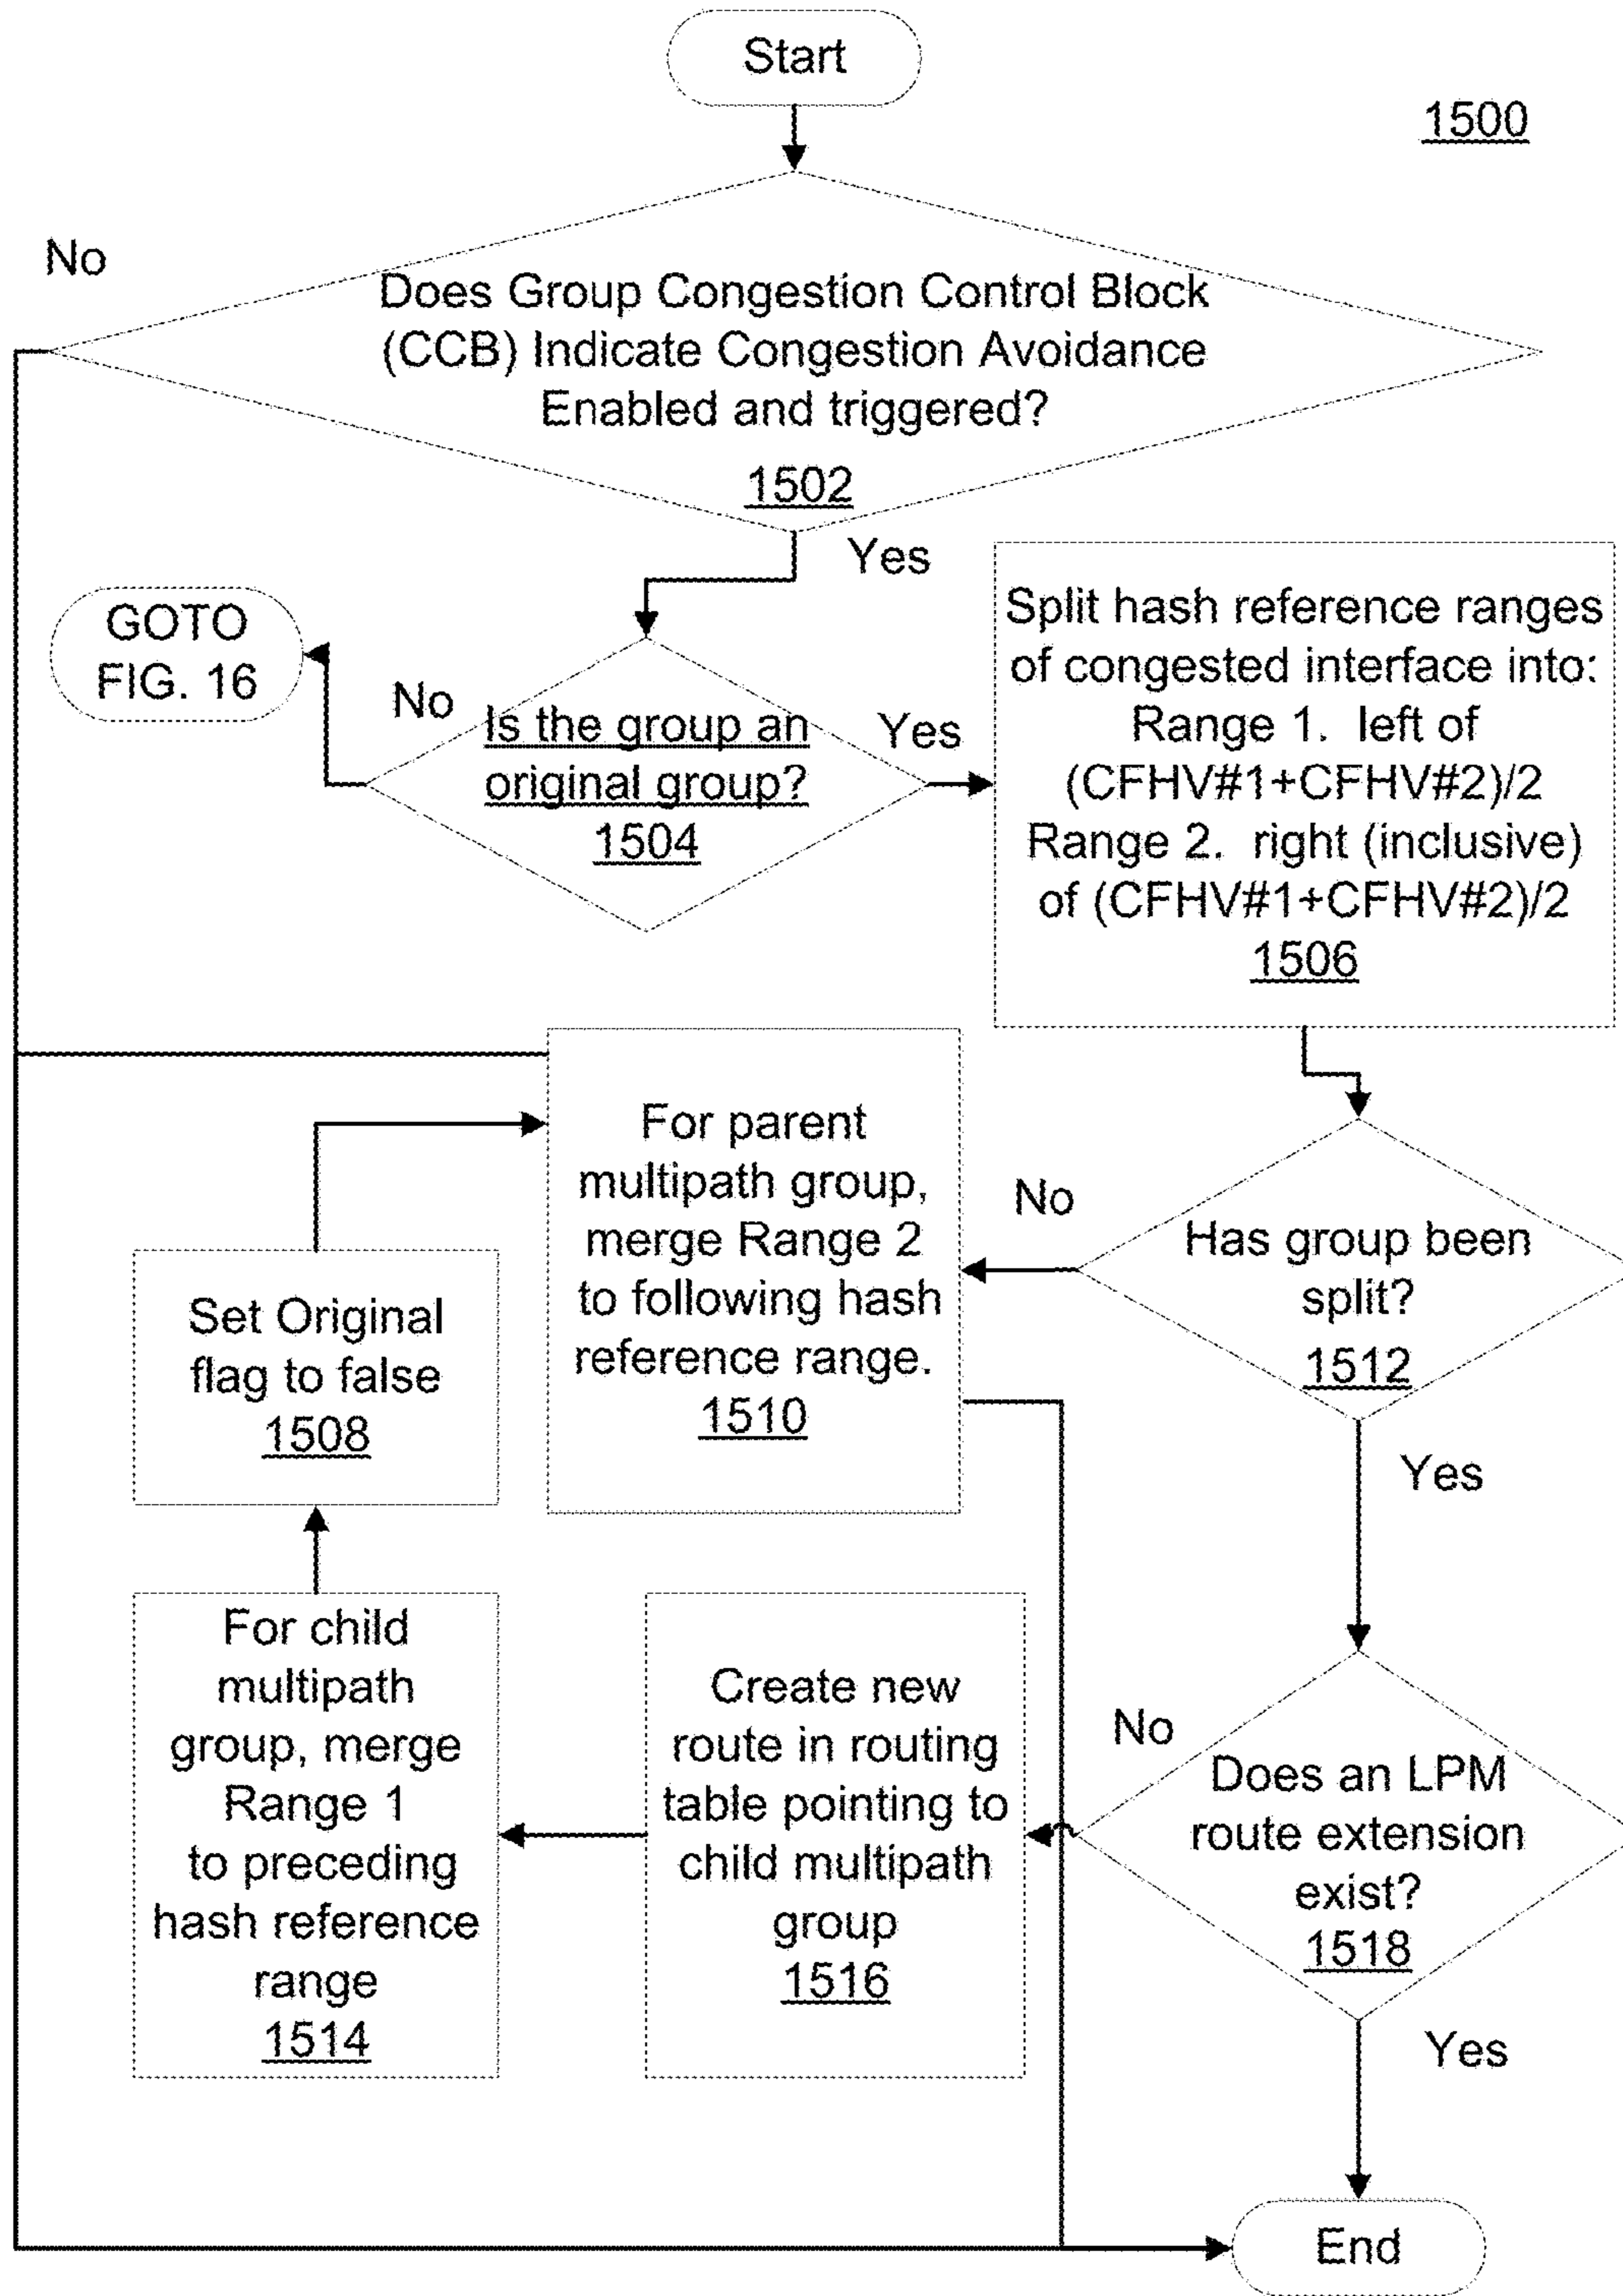 Start
1500
No
Does Group Congestion Control Block
(CCB) Indicate Congestion Avoidance
Enabled and triggered?
1502
Yes
GOTO
FIG. 16
No
Is the group an
original group?
1504
Yes
Split hash reference ranges
of congested interface into:
Range 1. left of
(CFHV#1+CFHV#2)/2
Range 2. right (inclusive)
of (CFHV#1+CFHV#2)/2
1506
For parent
multipath group,
merge Range 2
to following hash
reference range.
1510
No
Has group been
split?
1512
Yes
Set Original
flag to false
1508
For child
multipath
group, merge
Range 1
to preceding
hash reference
range
1514
Create new
route in routing
table pointing to
child multipath
group
1516
No
Does an LPM
route extension
exist?
1518
Yes
End